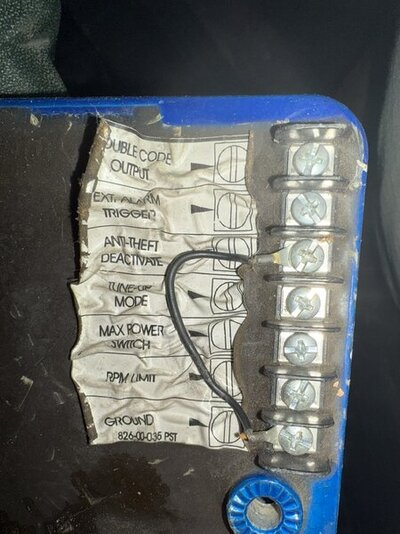 DOUBLE CODE
OUTPUT
EXT. ALARM
TRIGGER
ANTI-THEFT
DEACTIVATE
TUNE-UP
MODE
MAX POWER
SWITCH
RPM LIMIT
GROUND
826-00-035 PST